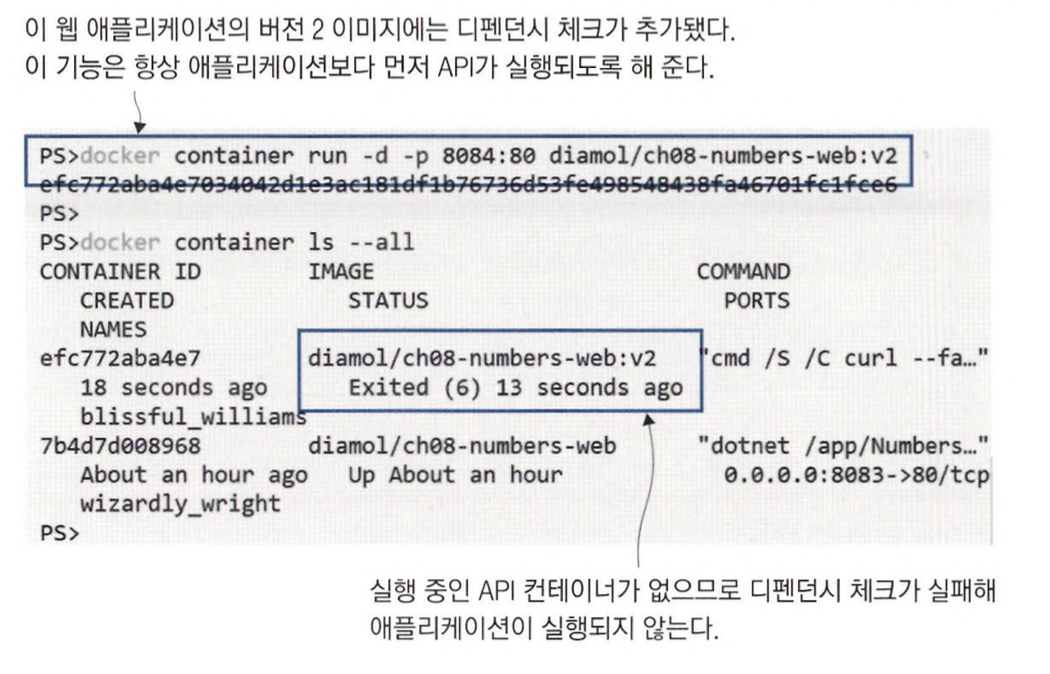 이 웹 애플리케이션의 버전 2 이미지에는 디펜던시 체크가 추가됐다.
이 기능은 항상 애플리케이션보다 먼저 API가 실행되도록 해 준다.
PS>docker container run -d -p 8084:80 diamol/ch08-numbers-web:v2
efc772aba4e7034042d1e3ac181df1b76736d53fe498548438fa46701fc1fce6
PS>
PS>docker container ls --all
CONTAINER ID IMAGE COMMAND
CREATED STATUS PORTS
NAMES
efc772aba4e7 diamol/ch08-numbers-web:v2 "cmd /S /C curl --fa…"
18 seconds ago Exited (6) 13 seconds ago
blissful_williams
7b4d7d008968 diamol/ch08-numbers-web "dotnet /app/Numbers…"
About an hour ago Up About an hour 0.0.0.0:8083->80/tcp
wizardly_wright
PS>
실행 중인 API 컨테이너가 없으므로 디펜던시 체크가 실패해
애플리케이션이 실행되지 않는다.